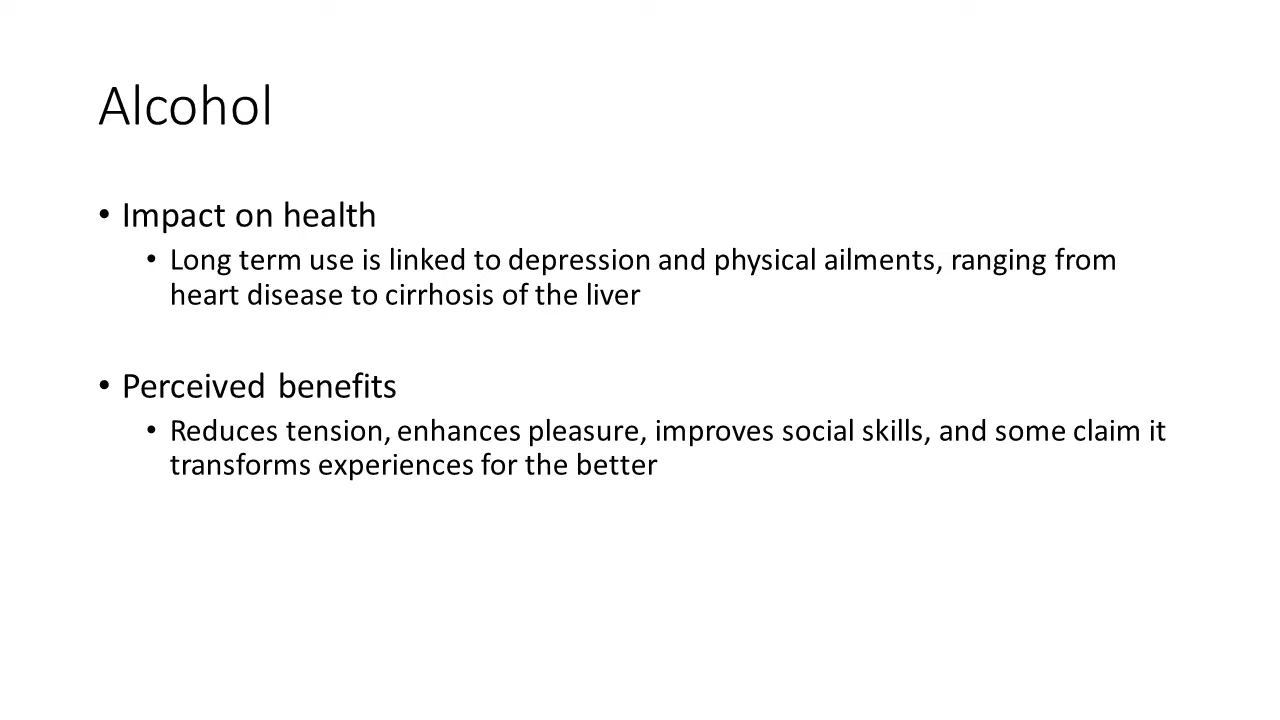 Alcohol
• Impact on health
• Long term use is linked to depression and physical ailments, ranging from
heart disease to cirrhosis of the liver
• Perceived benefits
• Reduces tension, enhances pleasure, improves social skills, and some claim it
transforms experiences for the better